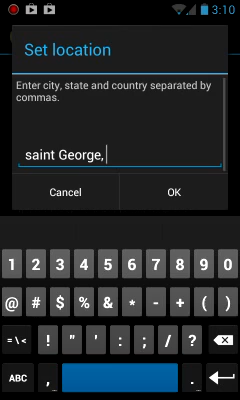 3:10
Set location
Enter city, state and country separated by
commas.
saint George,
Cancel OK
1 2 3 4 5 6 7 8 9 0
@ # $ % & * - + ( )
=\< ! " ' : ; / ?
ABC , .